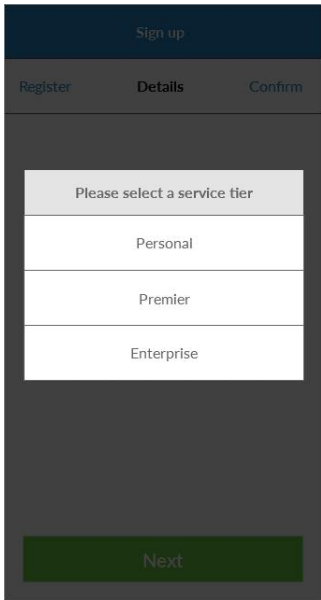 Sign up
Register Details Confirm
Please select a service tier
Personal
Premier
Enterprise
Next